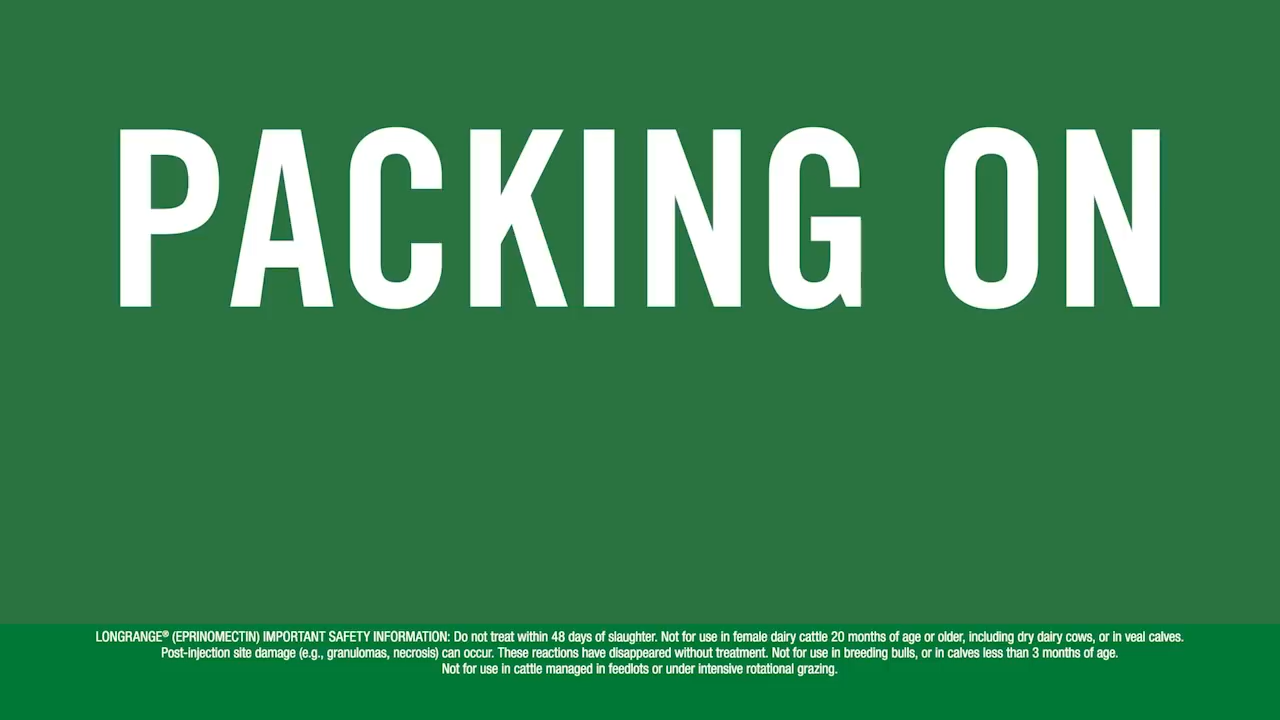 PACKING ON
LONGRANGE® (EPRINOMECTIN) IMPORTANT SAFETY INFORMATION: Do not treat within 48 days of slaughter. Not for use in female dairy cattle 20 months of age or older, including dry dairy cows, or in veal calves.
Post-injection site damage (e.g., granulomas, necrosis) can occur. These reactions have disappeared without treatment. Not for use in breeding bulls, or in calves less than 3 months of age.
Not for use in cattle managed in feedlots or under intensive rotational grazing.